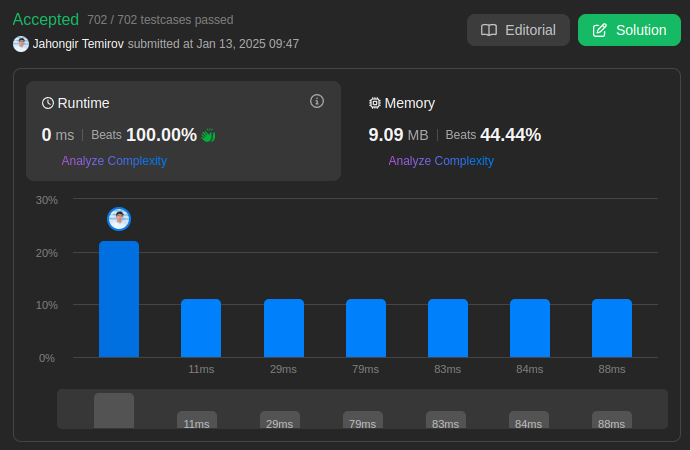 Accepted 702 / 702 testcases passed
Jahongir Temirov submitted at Jan 13, 2025 09:47
Editorial
Solution
Runtime
0 ms | Beats 100.00%
Analyze Complexity
Memory
9.09 MB | Beats 44.44%
Analyze Complexity
30%
20%
10%
0%
11ms 29ms 79ms 83ms 84ms 88ms
11ms 29ms 79ms 83ms 84ms 88ms